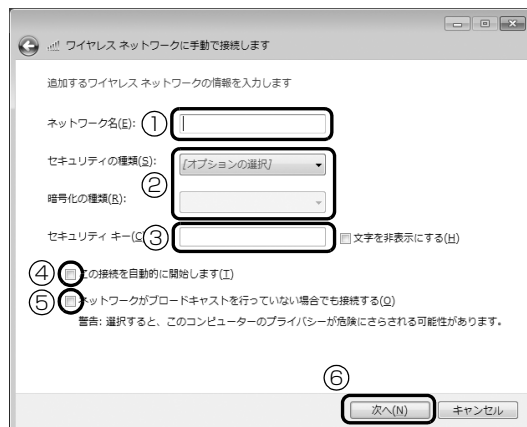 ワイヤレス ネットワークに手動で接続します
追加するワイヤレス ネットワークの情報を入力します
ネットワーク名(E): ①
セキュリティの種類(S): [オプションの選択]
②
暗号化の種類(R):
セキュリティ キー(C) ③ 文字を非表示にする(H)
④ この接続を自動的に開始します(T)
⑤ ネットワークがブロードキャストを行っていない場合でも接続する(O)
警告: 選択すると、このコンピューターのプライバシーが危険にさらされる可能性があります。
⑥
次へ(N) キャンセル